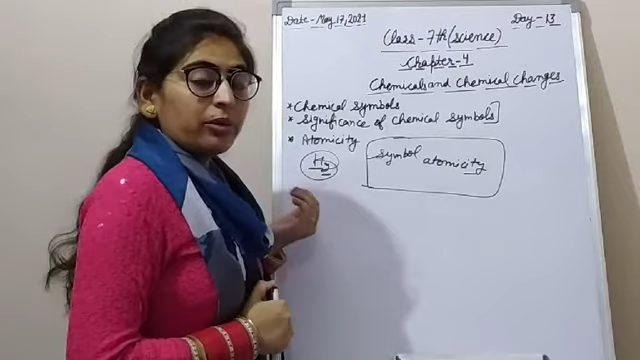 Date - May 17, 2021
Day - 13
Class - 7th (science)
Chapter - 4
Chemicals and Chemical changes
* Chemical Symbols
* Significance of Chemical Symbols]
* Atomicity
H₂
Symbol atomicity